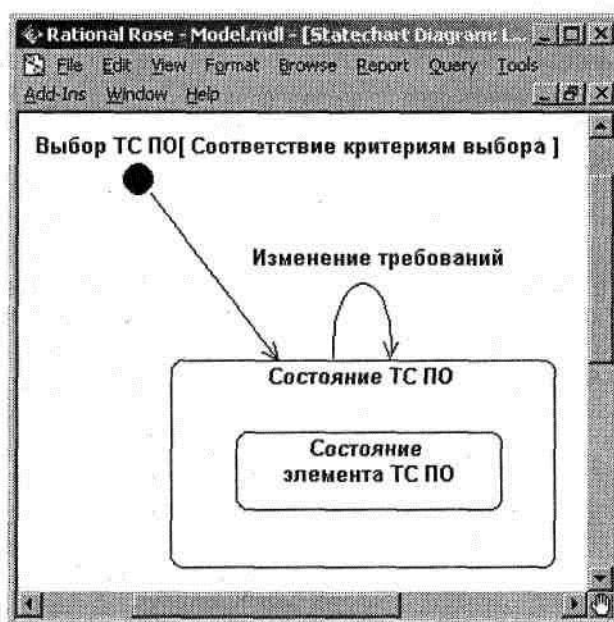 Rational Rose - Model.mdl - [Statechart Diagram: L...
File Edit View Format Browse Report Query Tools
Add-Ins Window Help
Выбор ТС ПО[ Соответствие критериям выбора ]
Изменение требований
Состояние ТС ПО
Состояние
элемента ТС ПО